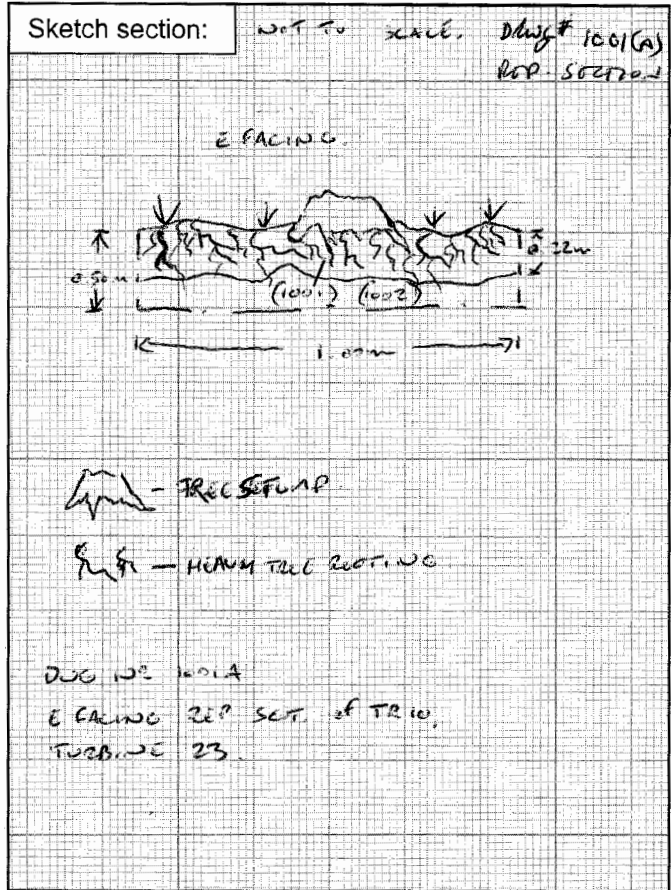 Sketch section: NOT TO SCALE. Dwg# 1001(A)
REP. SECTION
E FACING.
0.22m
0.50m
(1001) (1002)
1.00m
- TREE STUMP
- HEAVY TREE ROOTING
DWG NO 1001A
E FACING REP SCT. of TR10.
TURBINE 23.